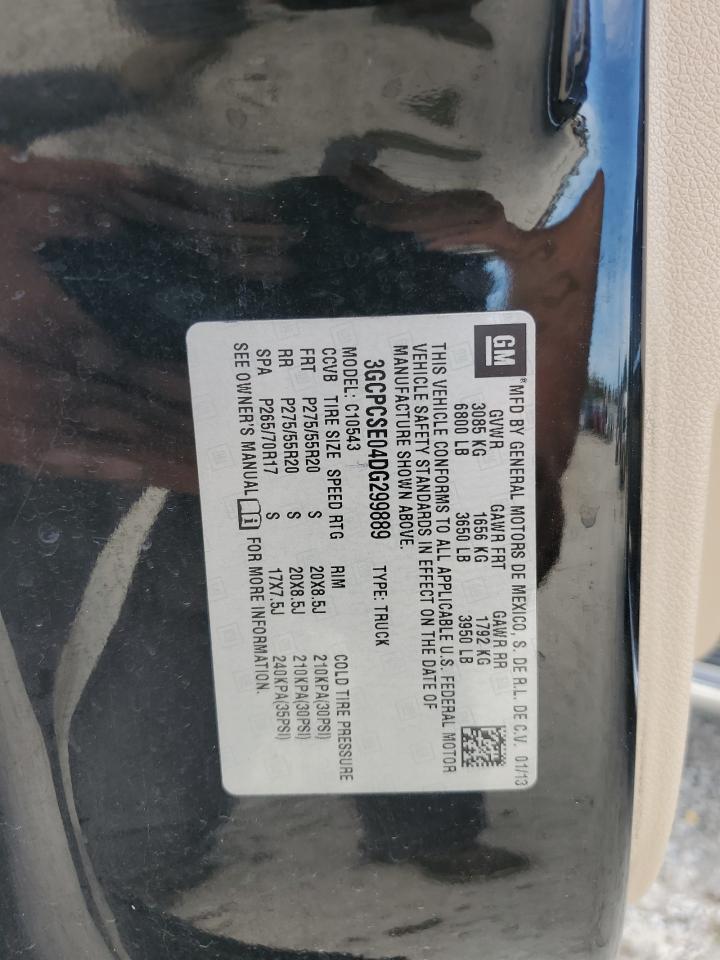 GM
® MFD BY GENERAL MOTORS DE MEXICO, S. DE R.L. DE C.V. 01/13
GVWR GAWR FRT GAWR RR
3085 KG 1656 KG 1792 KG
6800 LB 3650 LB 3950 LB
THIS VEHICLE CONFORMS TO ALL APPLICABLE U.S. FEDERAL MOTOR
VEHICLE SAFETY STANDARDS IN EFFECT ON THE DATE OF
MANUFACTURE SHOWN ABOVE.
3GCPCSE04DG299889 TYPE: TRUCK
MODEL: C10543
CCVB TIRE SIZE SPEED RTG RIM COLD TIRE PRESSURE
FRT P275/55R20 S 20X8.5J 210KPA(30PSI)
RR P275/55R20 S 20X8.5J 210KPA(30PSI)
SPA P265/70R17 S 17X7.5J 240KPA(35PSI)
SEE OWNER'S MANUAL FOR MORE INFORMATION.